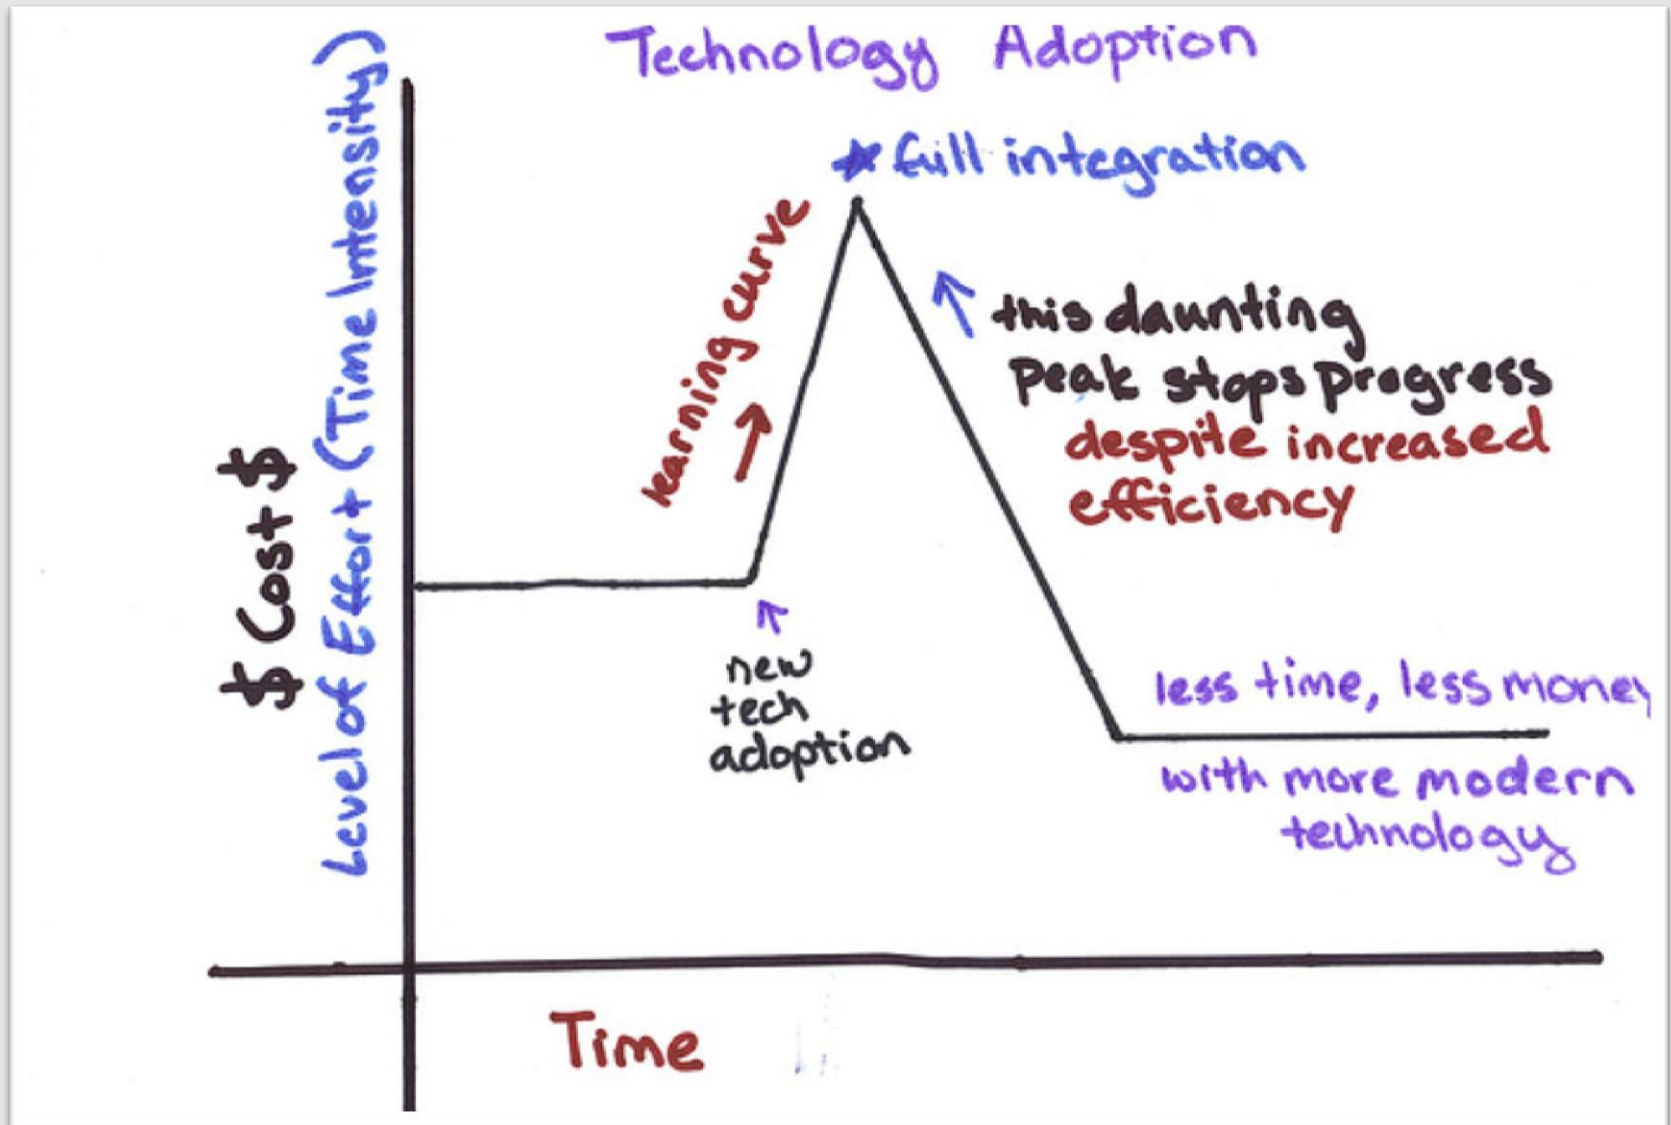 Technology Adoption
* full integration
$ Cost $
Level of Effort (Time Intensity)
learning curve
this daunting
peak stops progress
despite increased
efficiency
new
tech
adoption
less time, less money
with more modern
technology
Time